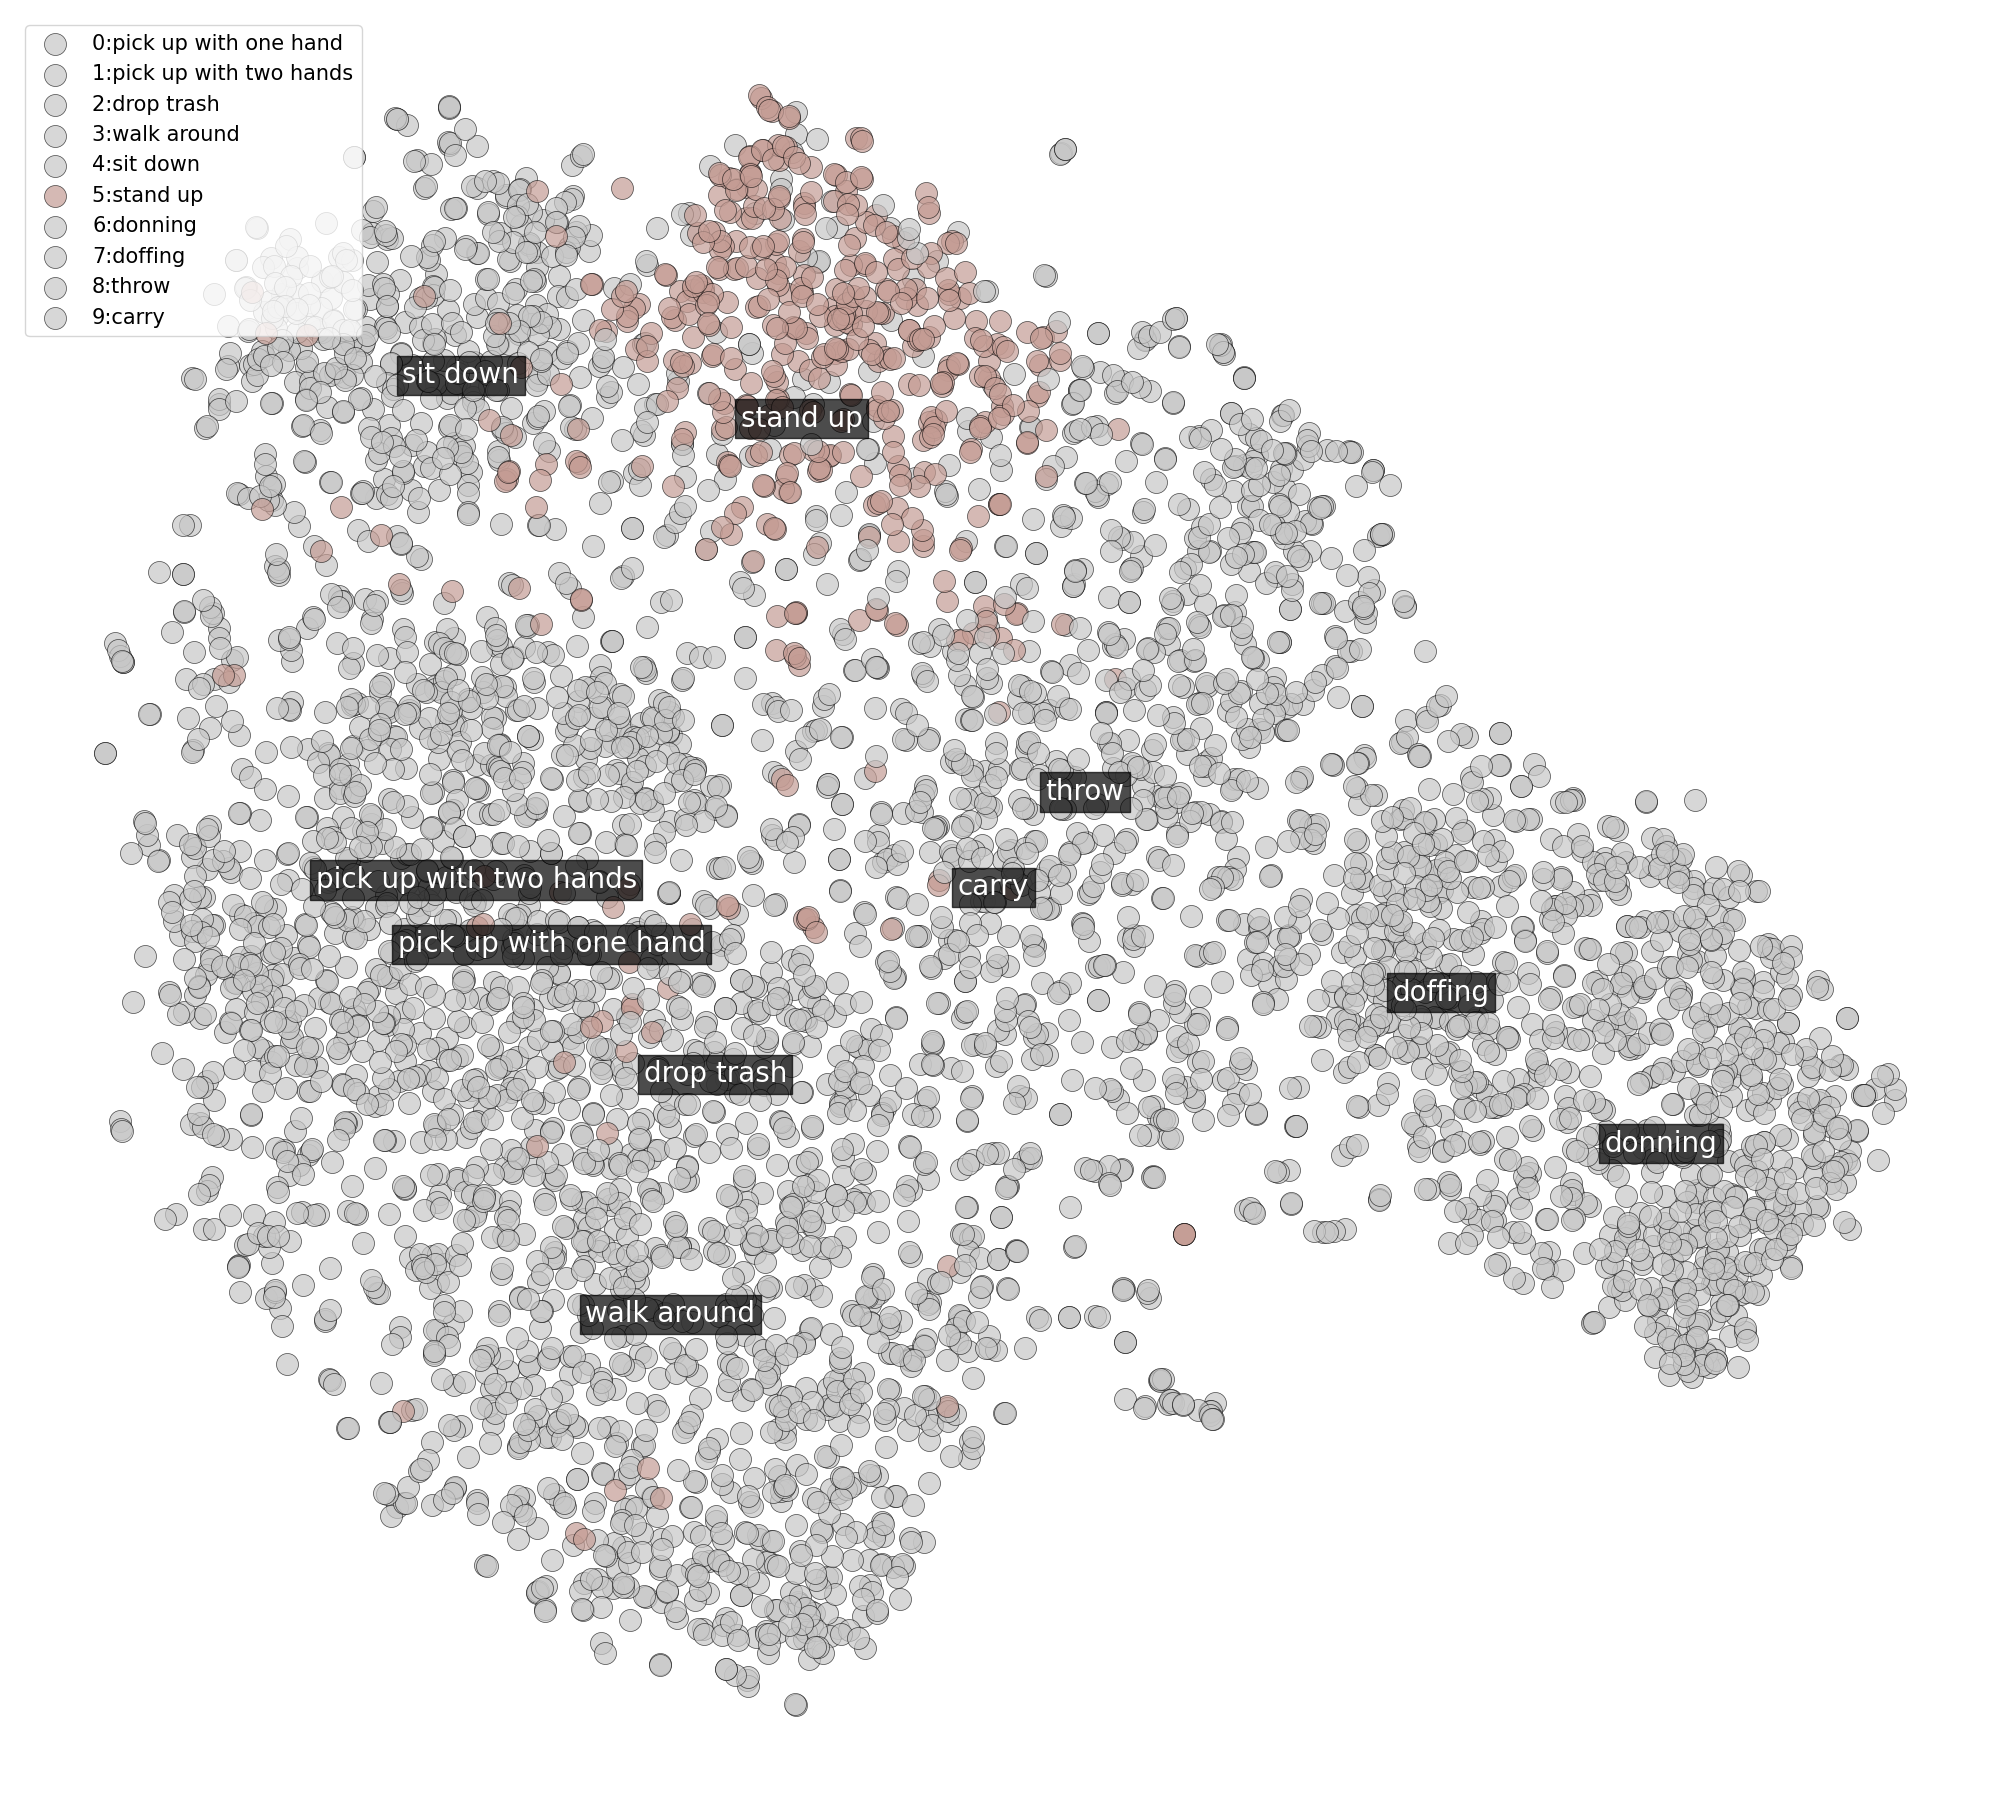 0:pick up with one hand
1:pick up with two hands
2:drop trash
3:walk around
4:sit down
5:stand up
6:donning
7:doffing
8:throw
9:carry
sit down
stand up
throw
pick up with two hands
carry
pick up with one hand
doffing
drop trash
donning
walk around